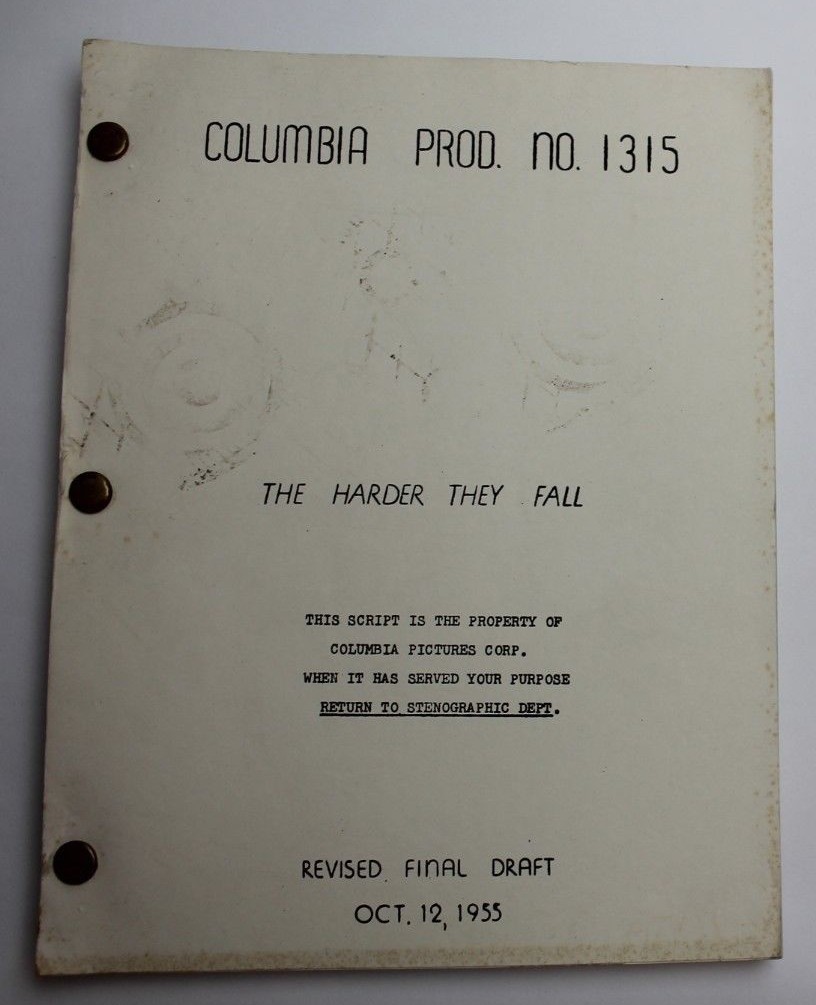 COLUMBIA PROD. NO. 1315
THE HARDER THEY FALL
THIS SCRIPT IS THE PROPERTY OF
COLUMBIA PICTURES CORP.
WHEN IT HAS SERVED YOUR PURPOSE
RETURN TO STENOGRAPHIC DEPT.
REVISED FINAL DRAFT
OCT. 12, 1955